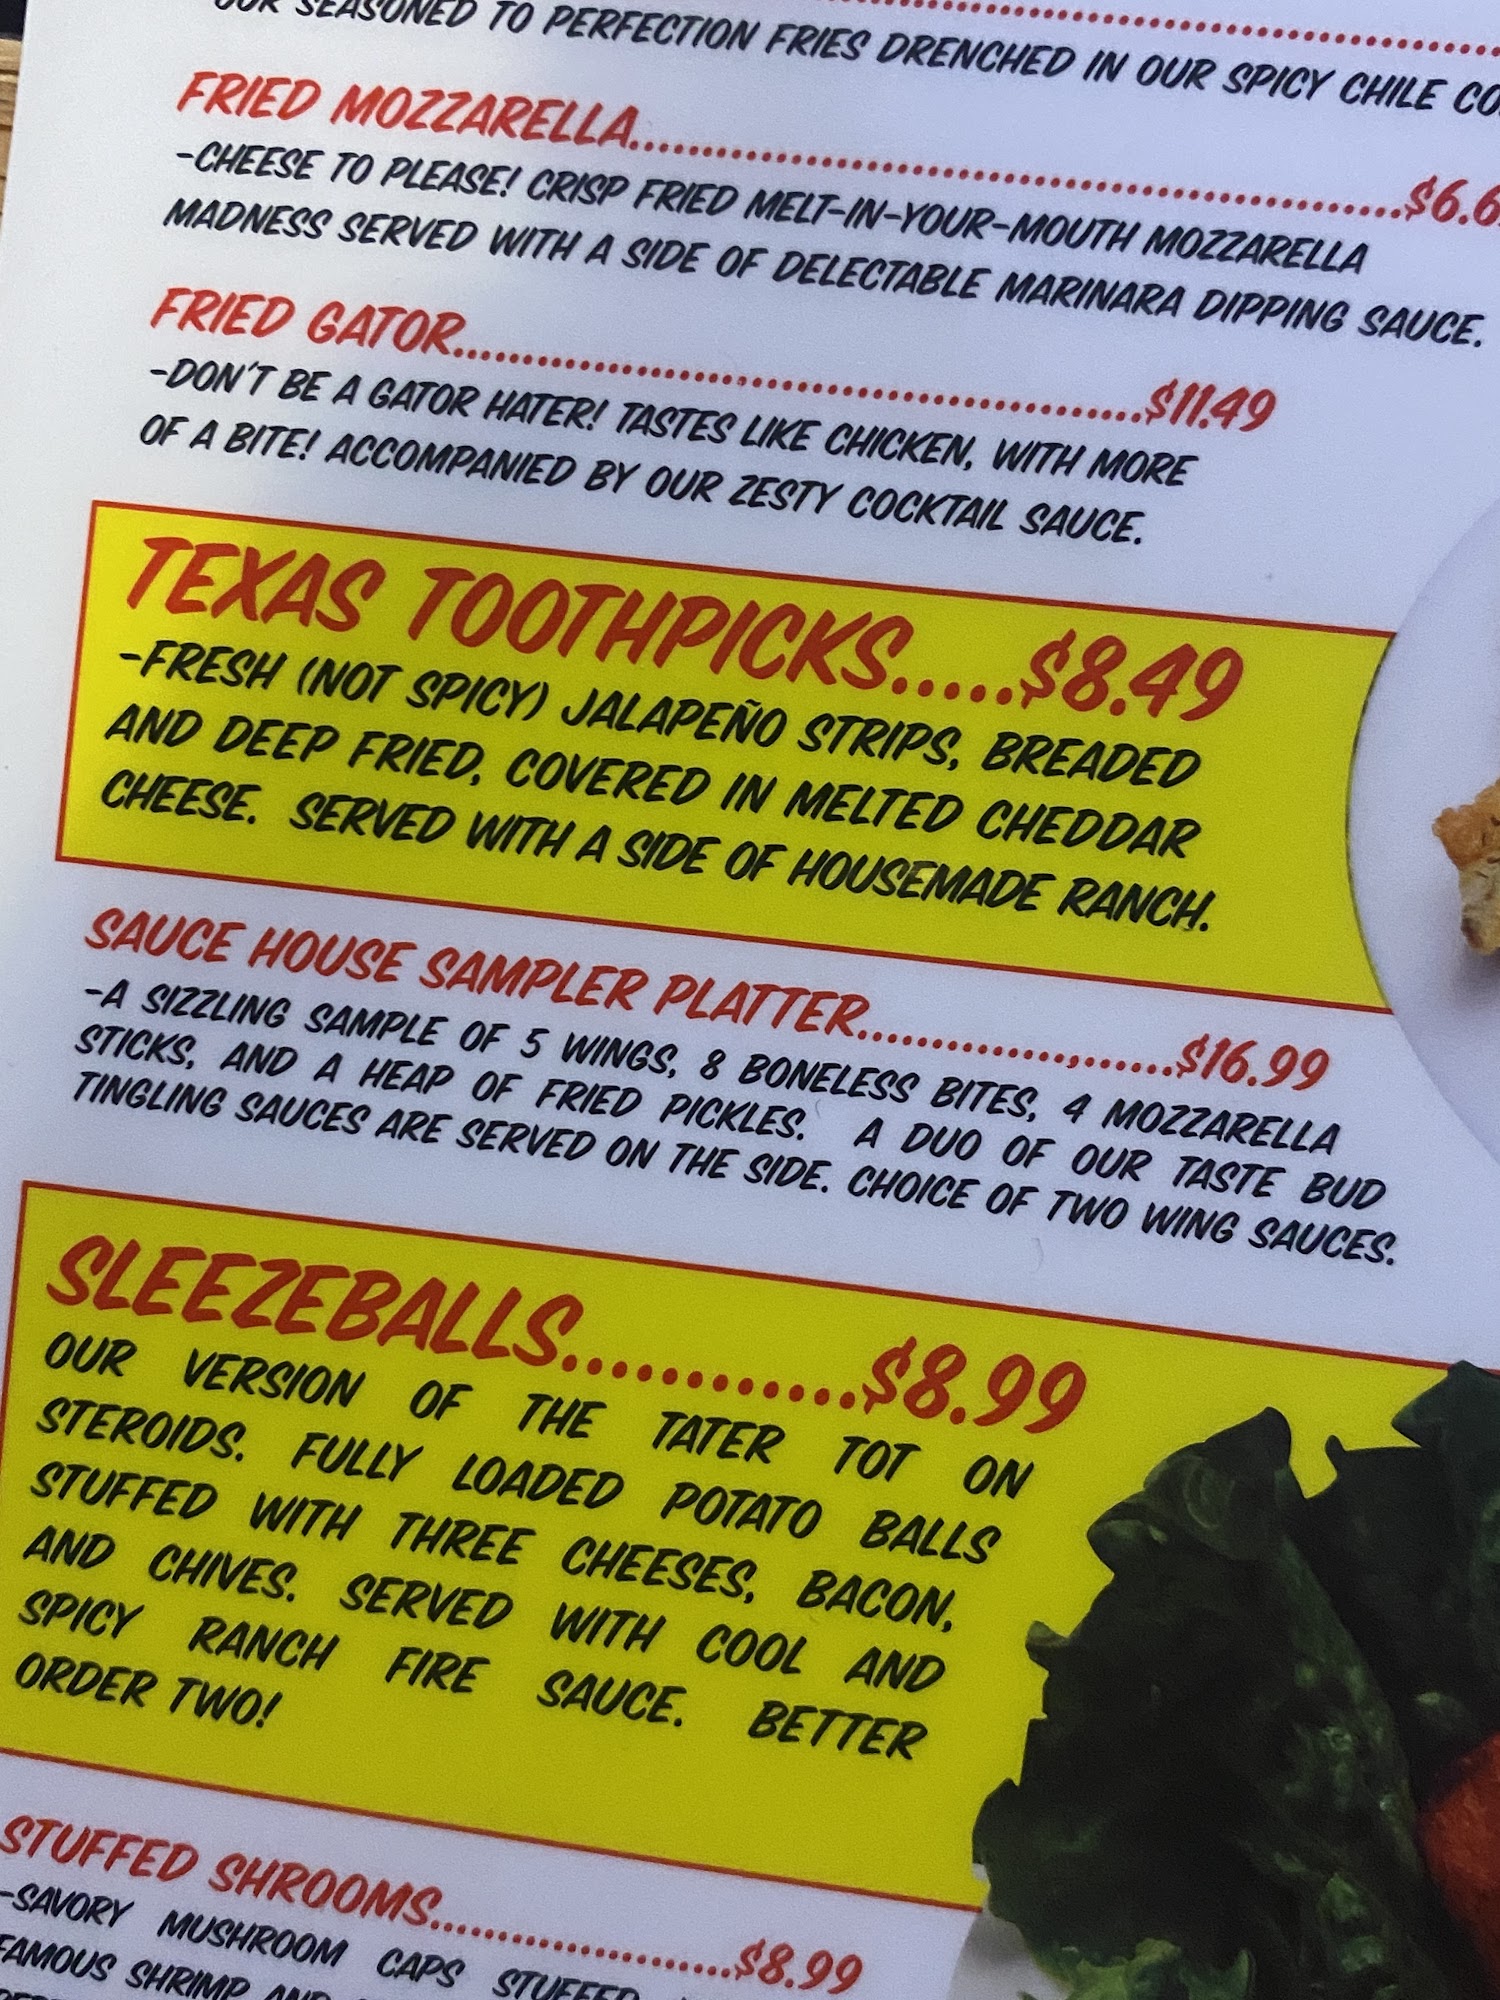 SEASONED TO PERFECTION FRIES DRENCHED IN OUR SPICY CHILE
FRIED MOZZARELLA..............................$6.6
-CHEESE TO PLEASE! CRISP FRIED MELT-IN-YOUR-MOUTH MOZZARELLA
MADNESS SERVED WITH A SIDE OF DELECTABLE MARINARA DIPPING SAUCE.
FRIED GATOR..............................$11.49
-DON'T BE A GATOR HATER! TASTES LIKE CHICKEN, WITH MORE
OF A BITE! ACCOMPANIED BY OUR ZESTY COCKTAIL SAUCE.
TEXAS TOOTHPICKS.....$8.49
-FRESH (NOT SPICY) JALAPEÑO STRIPS, BREADED
AND DEEP FRIED, COVERED IN MELTED CHEDDAR
CHEESE. SERVED WITH A SIDE OF HOUSEMADE RANCH.
SAUCE HOUSE SAMPLER PLATTER..............,......$16.99
-A SIZZLING SAMPLE OF 5 WINGS, 8 BONELESS BITES, 4 MOZZARELLA
STICKS, AND A HEAP OF FRIED PICKLES. A DUO OF OUR TASTE BUD
TINGLING SAUCES ARE SERVED ON THE SIDE. CHOICE OF TWO WING SAUCES.
SLEEZEBALLS............$8.99
OUR VERSION OF THE TATER TOT ON
STEROIDS. FULLY LOADED POTATO BALLS
STUFFED WITH THREE CHEESES, BACON,
AND CHIVES. SERVED WITH COOL AND
SPICY RANCH FIRE SAUCE. BETTER
ORDER TWO!
STUFFED SHROOMS....................$8.99
-SAVORY MUSHROOM CAPS STUFFED
FAMOUS SHRIMP AND